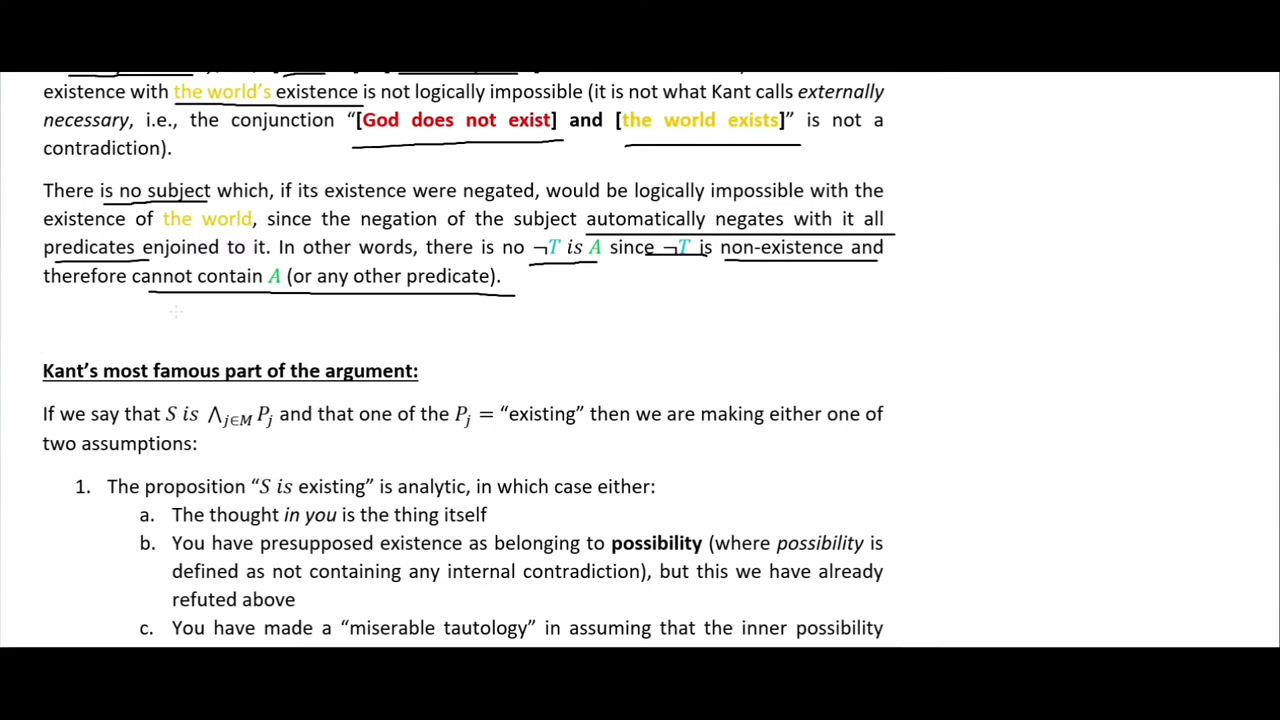 existence with the world's existence is not logically impossible (it is not what Kant calls externally
necessary, i.e., the conjunction “[God does not exist] and [the world exists]” is not a
contradiction).
There is no subject which, if its existence were negated, would be logically impossible with the
existence of the world, since the negation of the subject automatically negates with it all
predicates enjoined to it. In other words, there is no ¬T is A since ¬T is non-existence and
therefore cannot contain A (or any other predicate).
Kant’s most famous part of the argument:
If we say that S is ⋀j∈M Pj and that one of the Pj = “existing” then we are making either one of
two assumptions:
1. The proposition “S is existing” is analytic, in which case either:
a. The thought in you is the thing itself
b. You have presupposed existence as belonging to possibility (where possibility is
defined as not containing any internal contradiction), but this we have already
refuted above
c. You have made a “miserable tautology” in assuming that the inner possibility